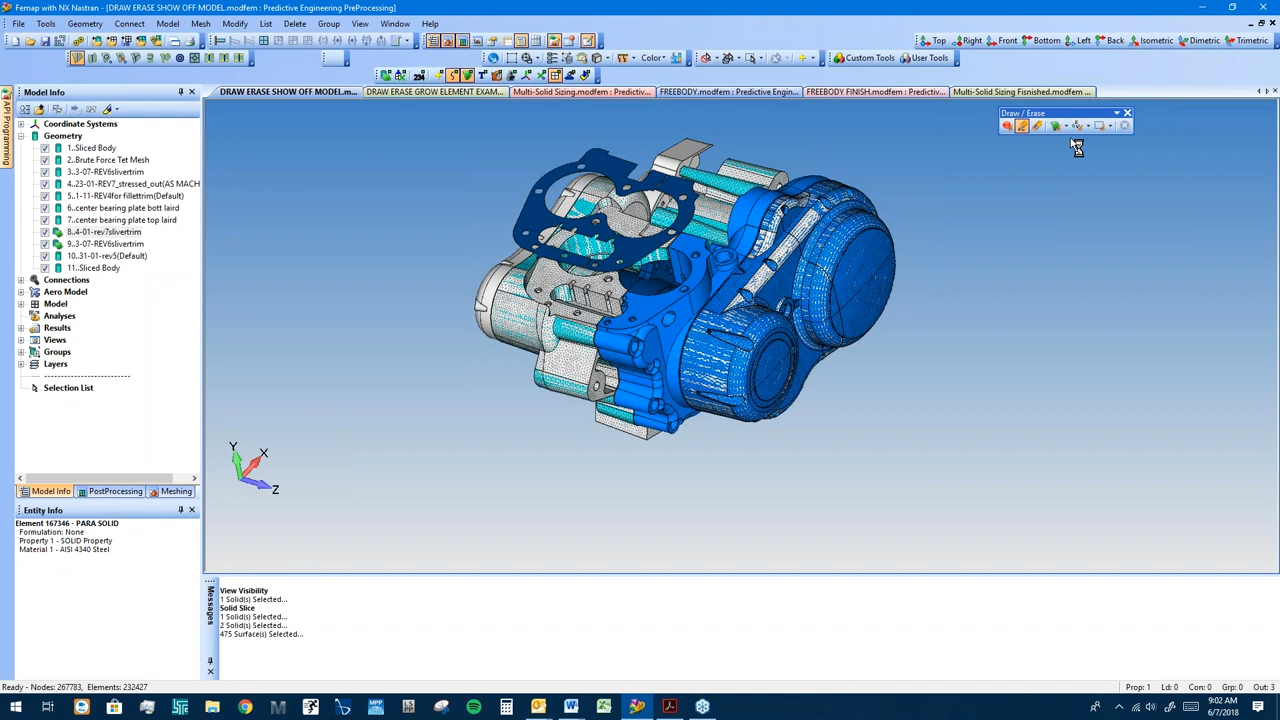 Femap with NX Nastran - [DRAW ERASE SHOW OFF MODEL.modfem : Predictive Engineering PreProcessing]
File Tools Geometry Connect Model Mesh Modify List Delete Group View Window Help
Top Right Front Bottom Left Back Isometric Dimetric Trimetric
Color Custom Tools User Tools
API Programming
Model Info
DRAW ERASE SHOW OFF MODEL.m... DRAW ERASE GROW ELEMENT EXAM... Multi-Solid Sizing.modfem : Predictiv... FREEBODY.modfem : Predictive Engin... FREEBODY FINISH.modfem : Predictiv... Multi-Solid Sizing Fisnished.modfem ...
Draw / Erase
Coordinate Systems
Geometry
1..Sliced Body
2..Brute Force Tet Mesh
3..3-07-REV6slivertrim
4..23-01-REV7_stressed_out(AS MACH
5..1-11-REV4for fillettrim(Default)
6..center bearing plate bott laird
7..center bearing plate top laird
8..4-01-rev7slivertrim
9..3-07-REV6slivertrim
10..31-01-rev5(Default)
11..Sliced Body
Connections
Aero Model
Model
Analyses
Results
Views
Groups
Layers
Selection List
Y
X
Z
Model Info PostProcessing Meshing
Entity Info
Element 167346 - PARA SOLID
Formulation: None
Property 1 - SOLID Property
Material 1 - AISI 4340 Steel
Messages
View Visibility
1 Solid(s) Selected...
Solid Slice
1 Solid(s) Selected...
2 Solid(s) Selected...
475 Surface(s) Selected...
Ready - Nodes: 267783, Elements: 232427
Prop: 1 Ld: 0 Con: 0 Grp: 0 Out: 3
9:02 AM
6/7/2018